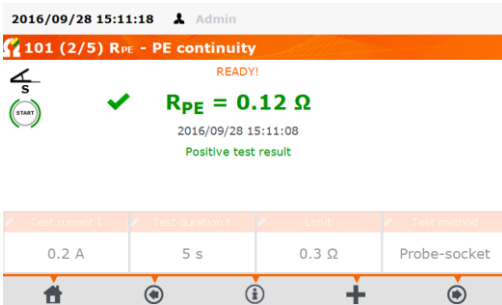 2016/09/28 15:11:18 Admin
101 (2/5) RPE - PE continuity
READY!
S
START
RPE = 0.12 Ω
2016/09/28 15:11:08
Positive test result
Test current I Test duration t Limit Test method
0.2 A 5 s 0.3 Ω Probe-socket